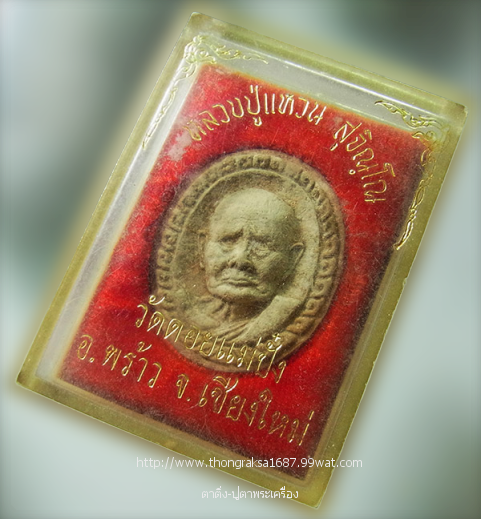 หลวงปู่แหวน สุจิณฺโณ
วัดดอยแม่ปั๋ง
อ. พร้าว จ. เชียงใหม่
http://www.thongraksa1687.99wat.com
ตาติ่ง-ปูตาพระเครื่อง